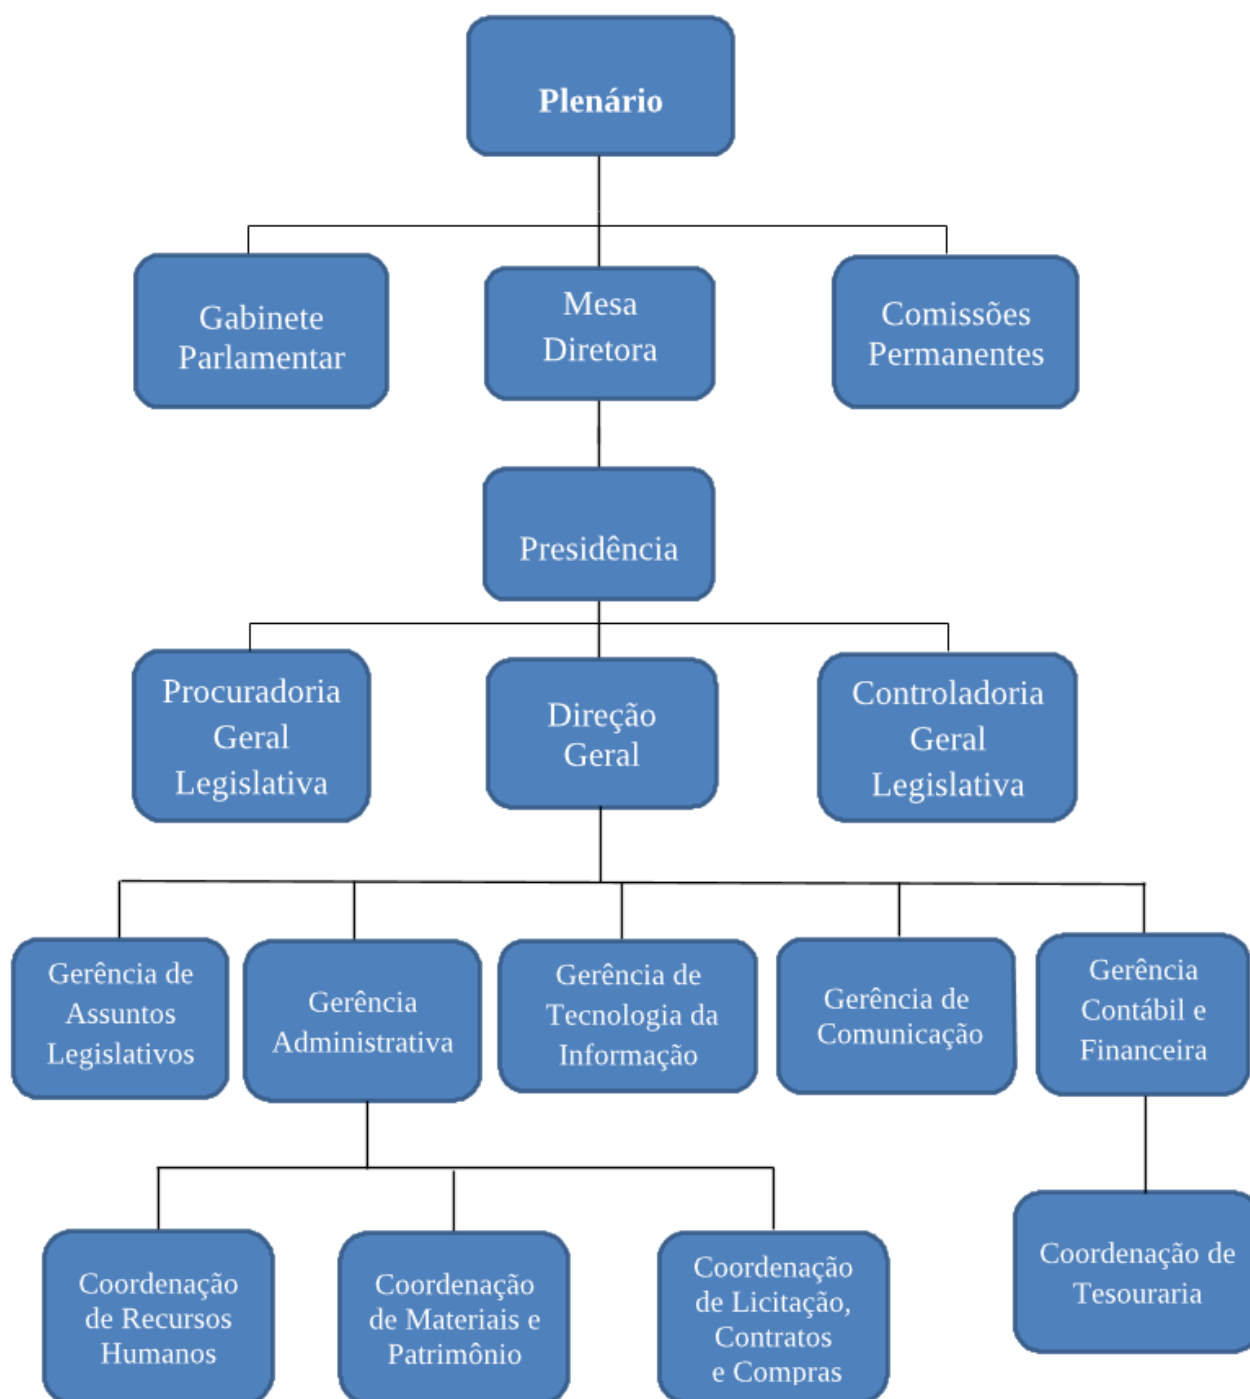 Plenário
Gabinete
Parlamentar
Mesa
Diretora
Comissões
Permanentes
Presidência
Procuradoria
Geral
Legislativa
Direção
Geral
Controladoria
Geral
Legislativa
Gerência de
Assuntos
Legislativos
Gerência
Administrativa
Gerência de
Tecnologia da
Informação
Gerência de
Comunicação
Gerência
Contábil e
Financeira
Coordenação
de Recursos
Humanos
Coordenação
de Materiais e
Patrimônio
Coordenação
de Licitação,
Contratos
e Compras
Coordenação de
Tesouraria